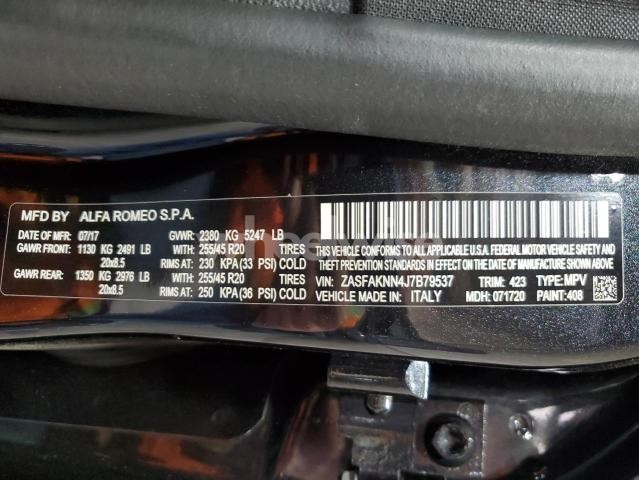 MFD BY ALFA ROMEO S.P.A.
DATE OF MFR: 07/17 GVWR: 2380 KG 5247 LB
GAWR FRONT: 1130 KG 2491 LB WITH: 255/45 R20 TIRES
20x8.5 RIMS AT: 230 KPA (33 PSI) COLD
GAWR REAR: 1350 KG 2976 LB WITH: 255/45 R20 TIRES
20x8.5 RIMS AT: 250 KPA (36 PSI) COLD
THIS VEHICLE CONFORMS TO ALL APPLICABLE U.S.A. FEDERAL MOTOR VEHICLE SAFETY AND
THEFT PREVENTION STANDARDS IN EFFECT ON THE DATE OF MANUFACTURE SHOWN ABOVE
VIN: ZASFAKNN4J7B79537 TRIM: 423 TYPE: MPV
VEHICLE MADE IN: ITALY MDH: 071720 PAINT: 408